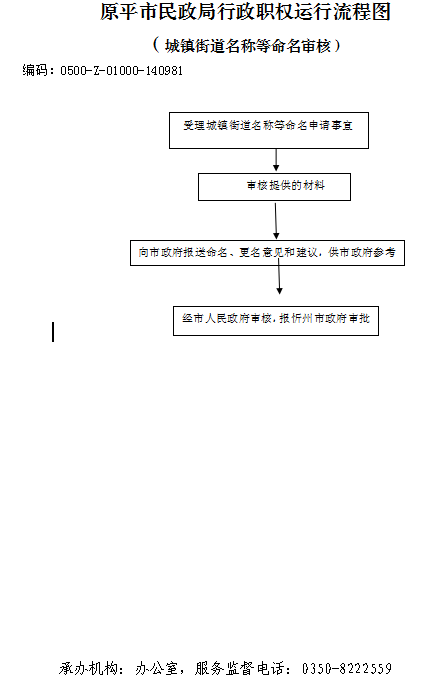 原平市民政局行政职权运行流程图
（城镇街道名称等命名审核）
编码：0500-Z-01000-140981
受理城镇街道名称等命名申请事宜
审核提供的材料
向市政府报送命名、更名意见和建议，供市政府参考
经市人民政府审核，报忻州市政府审批
承办机构：办公室，服务监督电话：0350-8222559